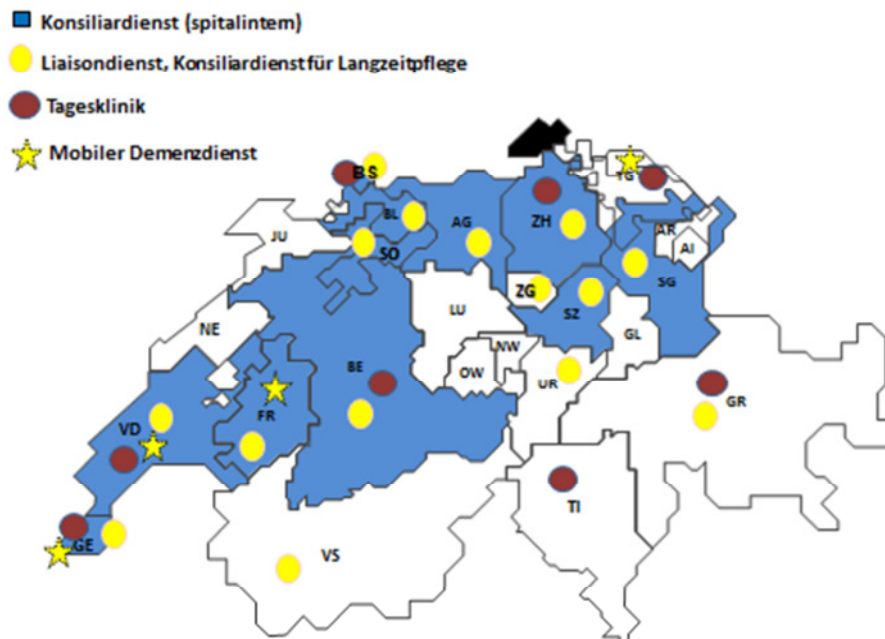 Konsiliardienst (spitalintern)
Liaisondienst, Konsiliardienst für Langzeitpflege
Tagesklinik
Mobiler Demenzdienst
BS
TG
BL
AG
ZH
AR
AI
JU
SO
ZG
SZ
SG
LU
NE
NW
GL
OW
UR
BE
GR
FR
VD
TI
GE
VS